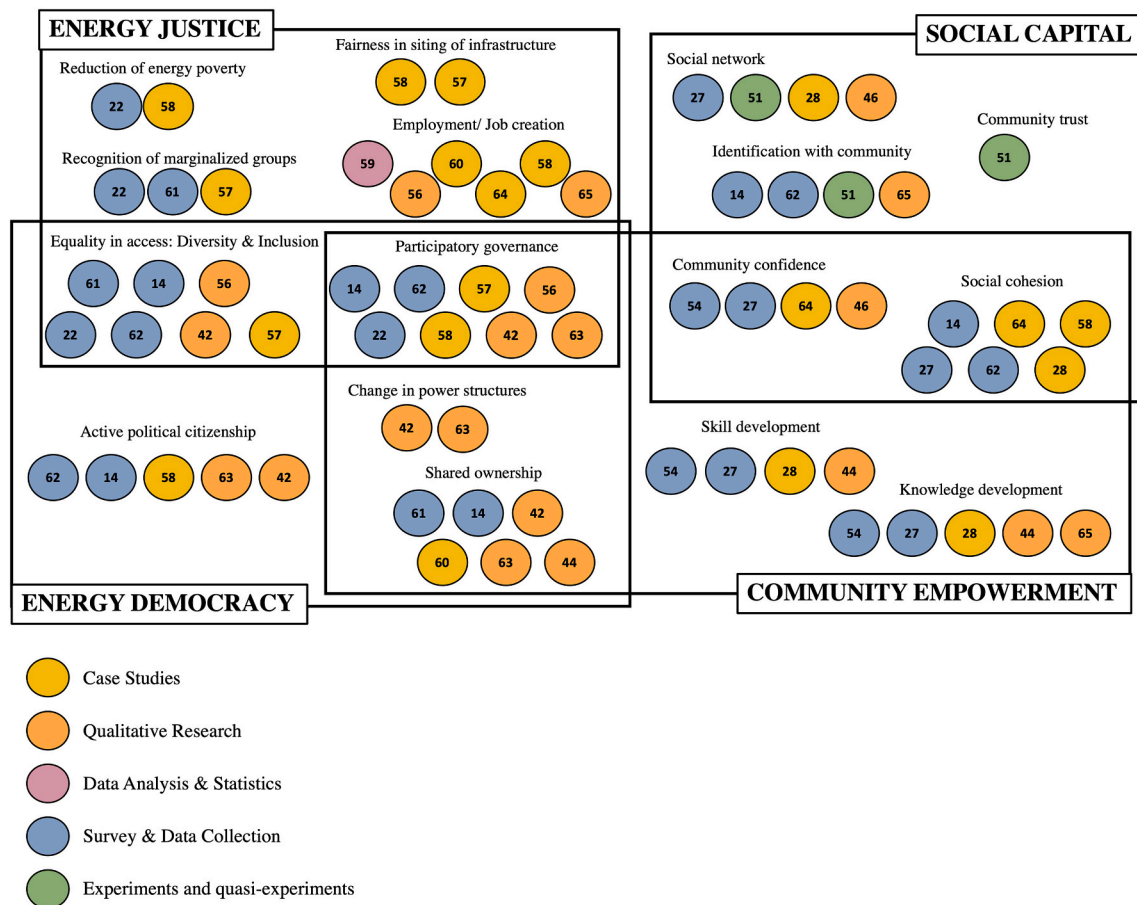 ENERGY JUSTICE
Reduction of energy poverty
22 58
Fairness in siting of infrastructure
58 57
Recognition of marginalized groups
22 61 57
Employment/ Job creation
59 60 58
56 64 65
SOCIAL CAPITAL
Social network
27 51 28 46
Community trust
51
Identification with community
14 62 51 65
Equality in access: Diversity & Inclusion
61 14 56
22 62 42 57
Participatory governance
14 62 57 56
22 58 42 63
Community confidence
54 27 64 46
Social cohesion
14 64 58
27 62 28
Active political citizenship
62 14 58 63 42
Change in power structures
42 63
Shared ownership
61 14 42
60 63 44
Skill development
54 27 28 44
Knowledge development
54 27 28 44 65
ENERGY DEMOCRACY
COMMUNITY EMPOWERMENT
Case Studies
Qualitative Research
Data Analysis & Statistics
Survey & Data Collection
Experiments and quasi-experiments